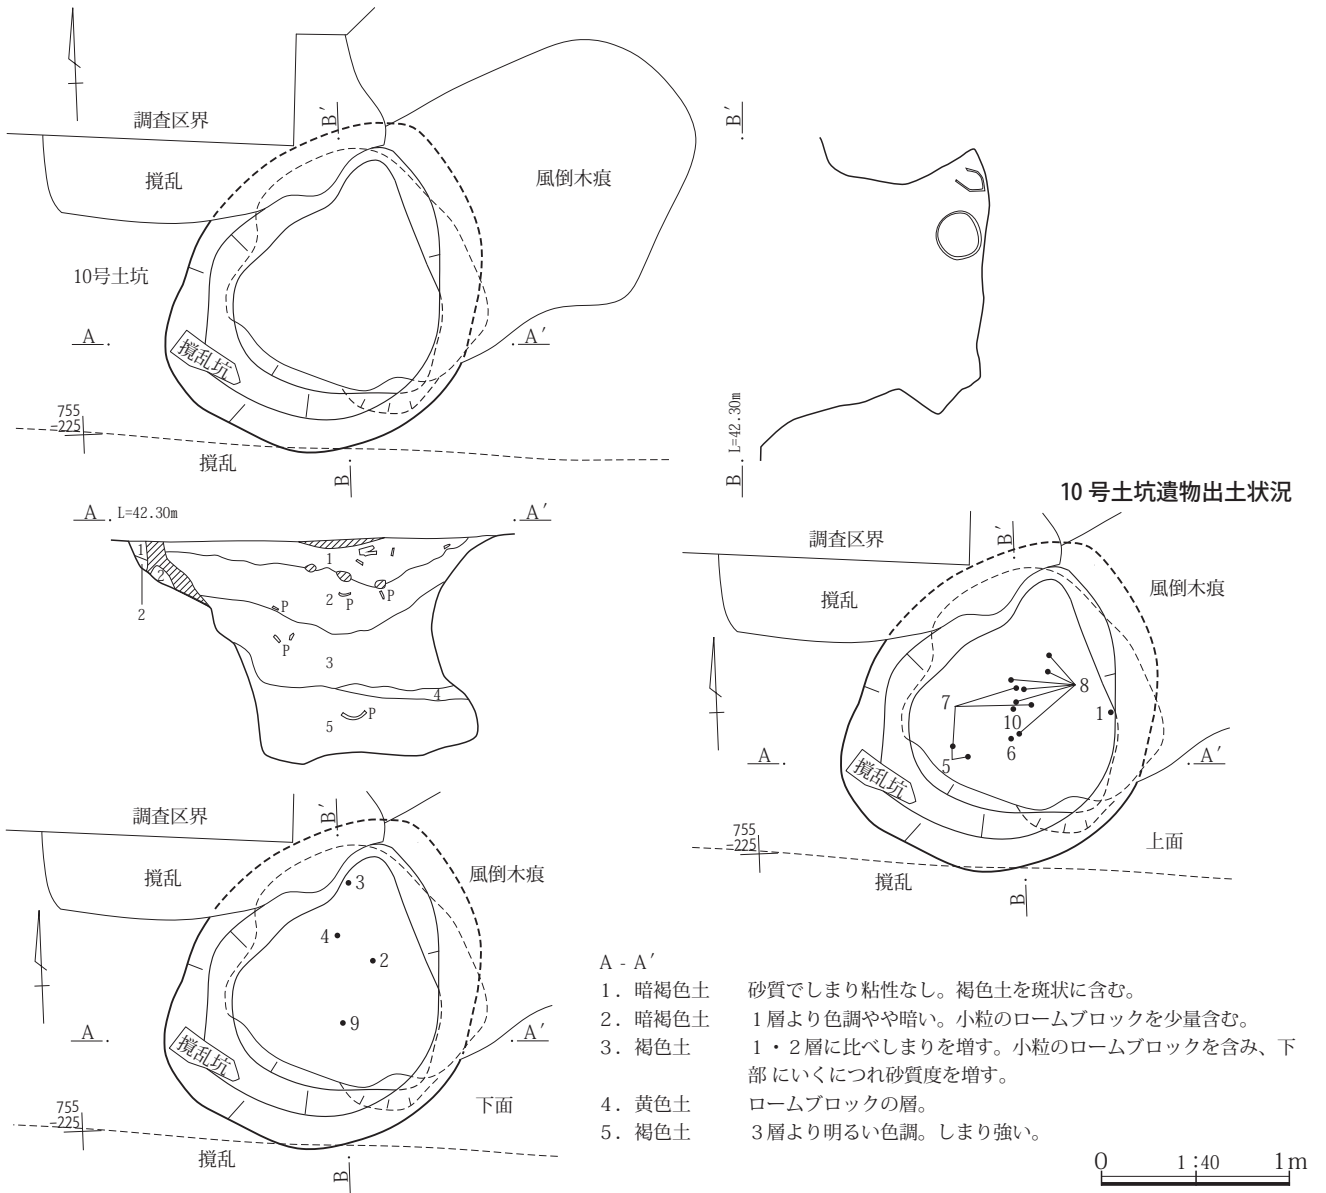 調査区界
B′
撹乱
風倒木痕
10号土坑
A
A′
撹乱坑
755
-225
撹乱
B
B′
L=42.30m
B
A L=42.30m
A′
1
1
2
2
2
P
P
P
P
3
4
5
P
10 号土坑遺物出土状況
調査区界
B′
撹乱
風倒木痕
7
8
10
1
6
5
A
A′
撹乱坑
755
-225
上面
撹乱
B
調査区界
B′
撹乱
風倒木痕
3
4
2
9
A
A′
撹乱坑
755
-225
下面
撹乱
B
A - A′
1．暗褐色土　砂質でしまり粘性なし。褐色土を斑状に含む。
2．暗褐色土　１層より色調やや暗い。小粒のロームブロックを少量含む。
3．褐色土　１・２層に比べしまりを増す。小粒のロームブロックを含み、下
部 にいくにつれ砂質度を増す。
4．黄色土　ロームブロックの層。
5．褐色土　３層より明るい色調。しまり強い。
0 1:40 1m